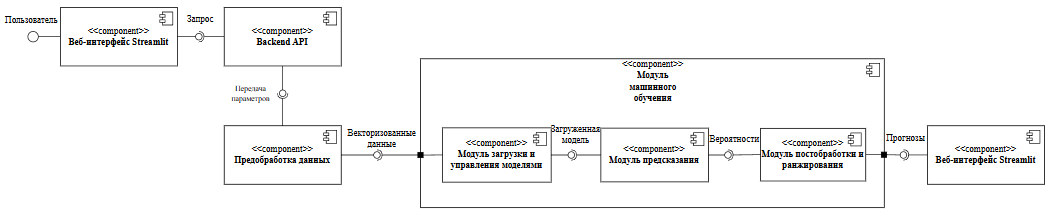 Пользователь
<<component>>
Веб-интерфейс Streamlit
Запрос
<<component>>
Backend API
Передача
параметров
<<component>>
Предобработка данных
Векторизованные
данные
<<component>>
Модуль
машинного
обучения
<<component>>
Модуль загрузки и
управления моделями
Загруженная
модель
<<component>>
Модуль предсказания
Вероятности
<<component>>
Модуль постобработки и
ранжирования
Прогнозы
<<component>>
Веб-интерфейс Streamlit